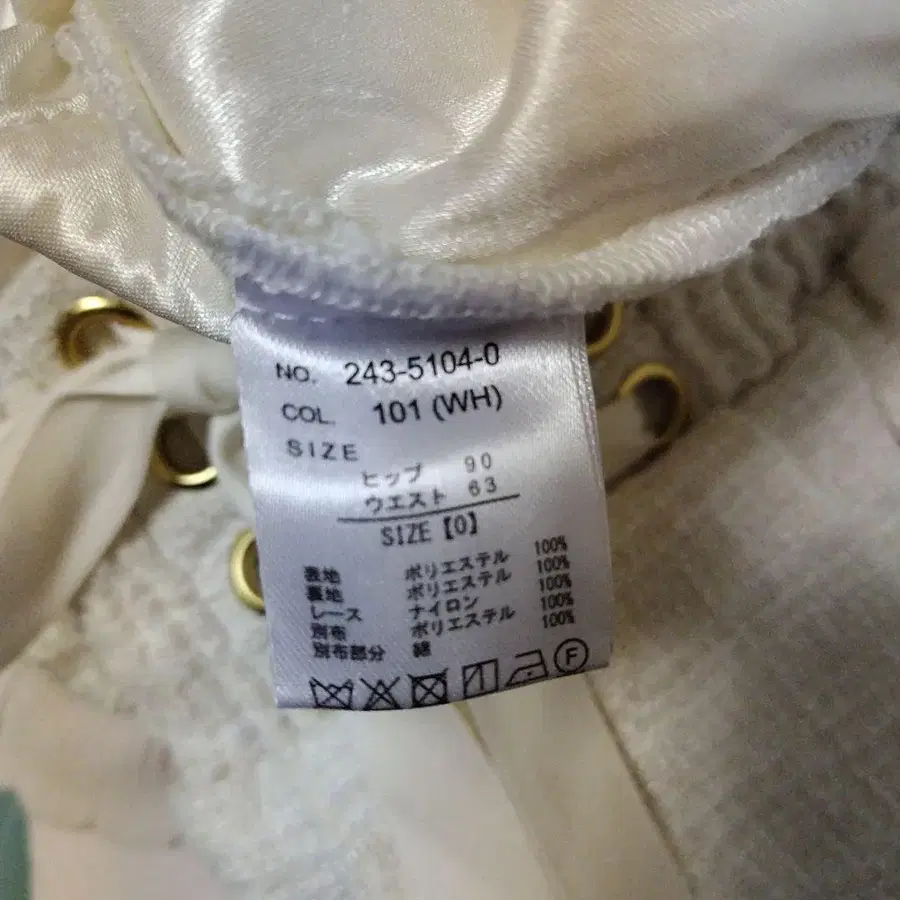 NO. 243-5104-0
COL. 101 (WH)
SIZE
ヒップ 90
ウエスト 63
SIZE【0】
表地 ポリエステル 100%
裏地 ポリエステル 100%
レース ナイロン 100%
別布 ポリエステル 100%
別布部分 綿 100%
F